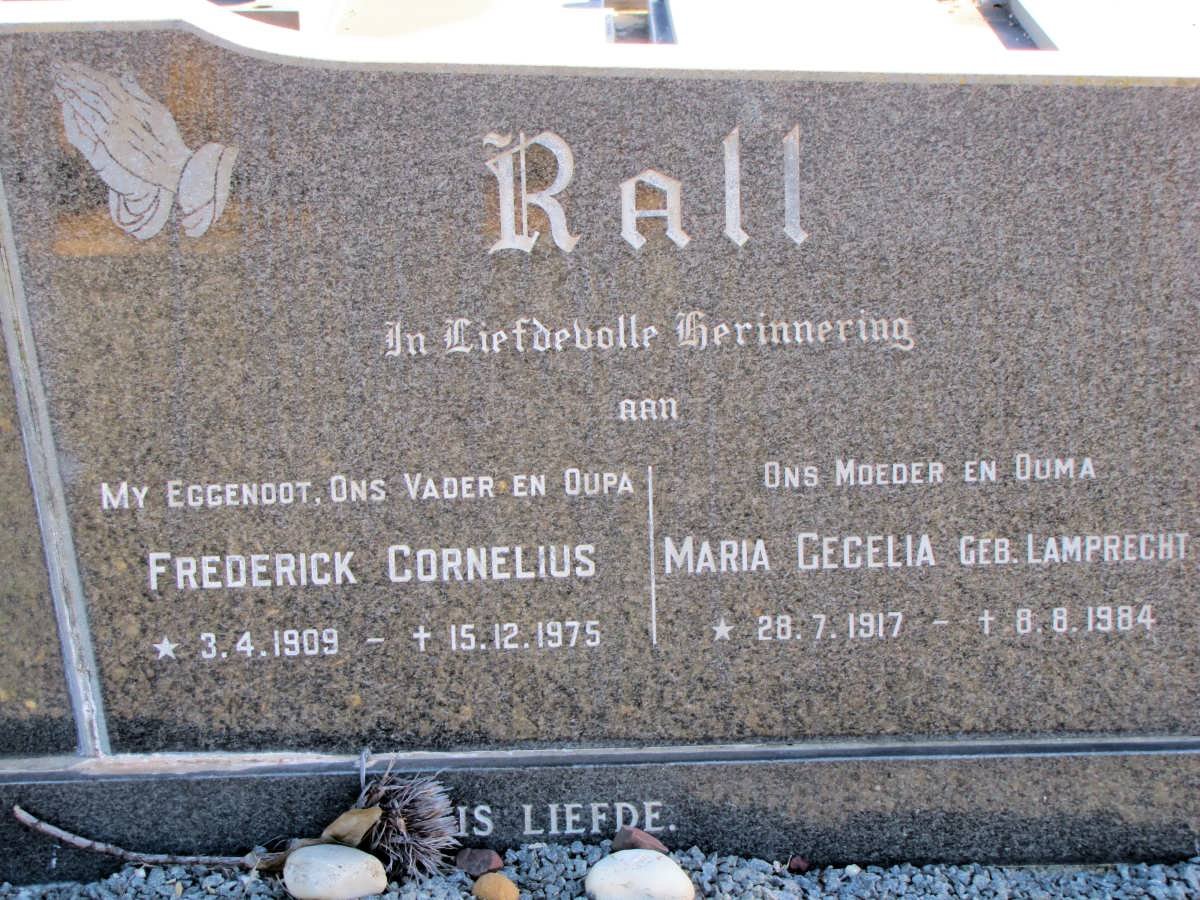 Rall
In Liefdevolle Herinnering
aan
MY EGGENOOT, ONS VADER EN OUPA
FREDERICK CORNELIUS
★ 3.4.1909 – † 15.12.1975
ONS MOEDER EN OUMA
MARIA CECELIA GEB. LAMPRECHT
★ 28.7.1917 – † 8.8.1984
IS LIEFDE.